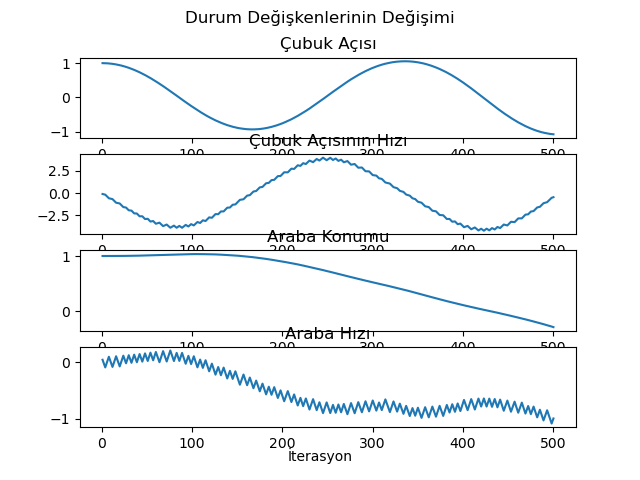 Durum Değişkenlerinin Değişimi
Çubuk Açısı
1
0
−1
0 100 200 300 400 500
Çubuk Açısının Hızı
2.5
0.0
−2.5
0 100 200 300 400 500
Araba Konumu
1
0
0 100 200 300 400 500
Araba Hızı
0
−1
0 100 200 300 400 500
Iterasyon